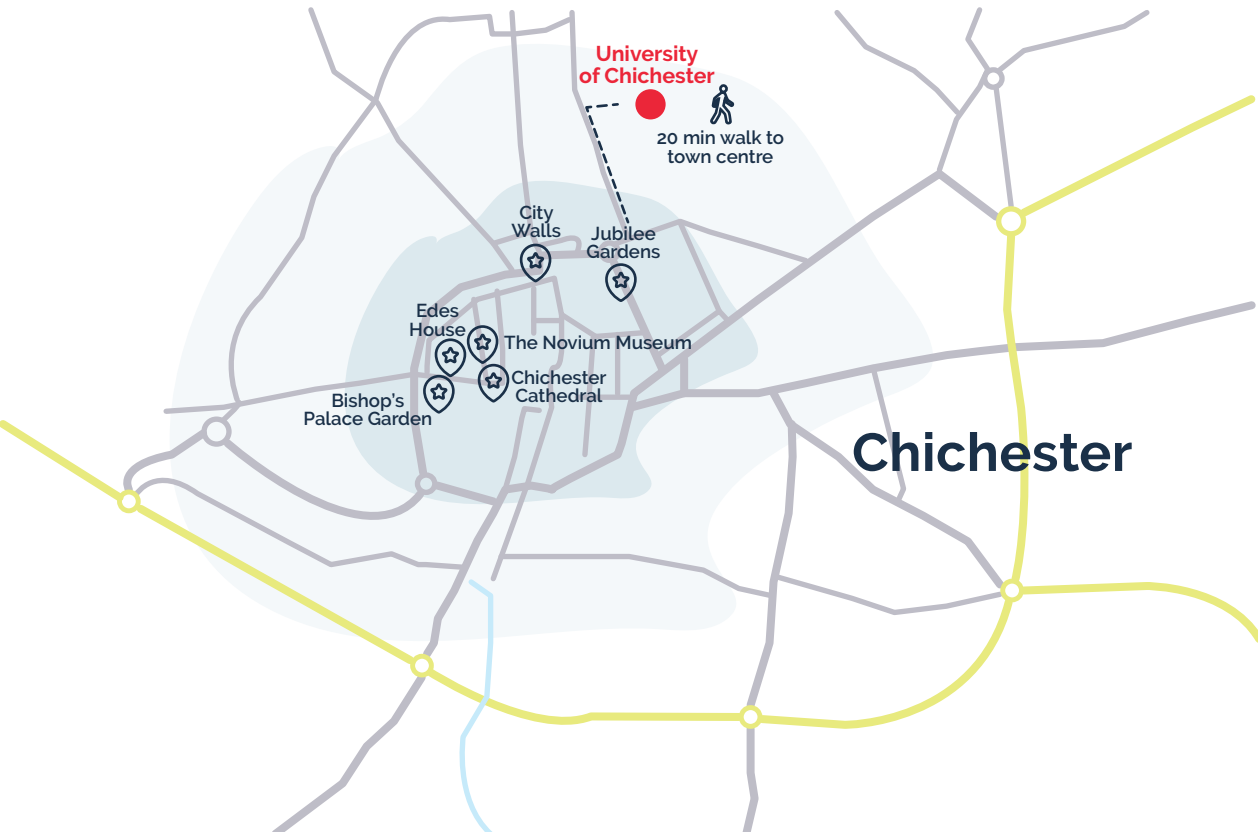 University
of Chichester
20 min walk to
town centre
City
Walls
Jubilee
Gardens
Edes
House
The Novium Museum
Chichester
Cathedral
Bishop’s
Palace Garden
Chichester